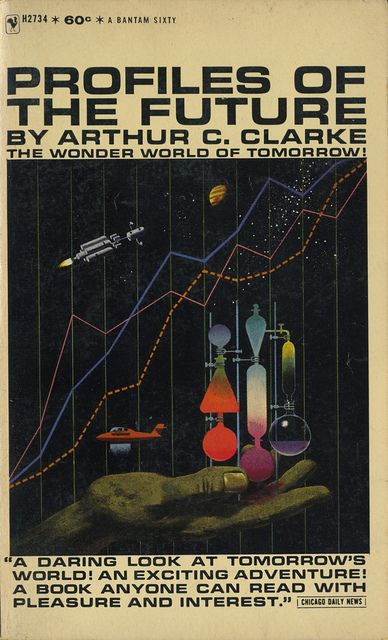 H2734 * 60¢ * A BANTAM SIXTY
PROFILES OF
THE FUTURE
BY ARTHUR C. CLARKE
THE WONDER WORLD OF TOMORROW!
“A DARING LOOK AT TOMORROW'S
WORLD! AN EXCITING ADVENTURE!
A BOOK ANYONE CAN READ WITH
PLEASURE AND INTEREST.” CHICAGO DAILY NEWS